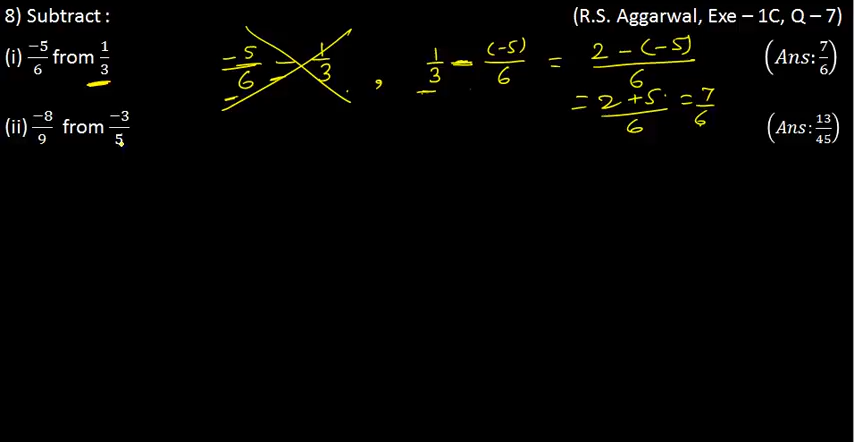 8) Subtract : (R.S. Aggarwal, Exe – 1C, Q – 7)
(i) −5/6 from 1/3 −5/6 − 1/3 , 1/3 − (−5)/6 = 2 − (−5)/6 (Ans: 7/6)
= 2 + 5/6 = 7/6
(ii) −8/9 from −3/5 (Ans: 13/45)